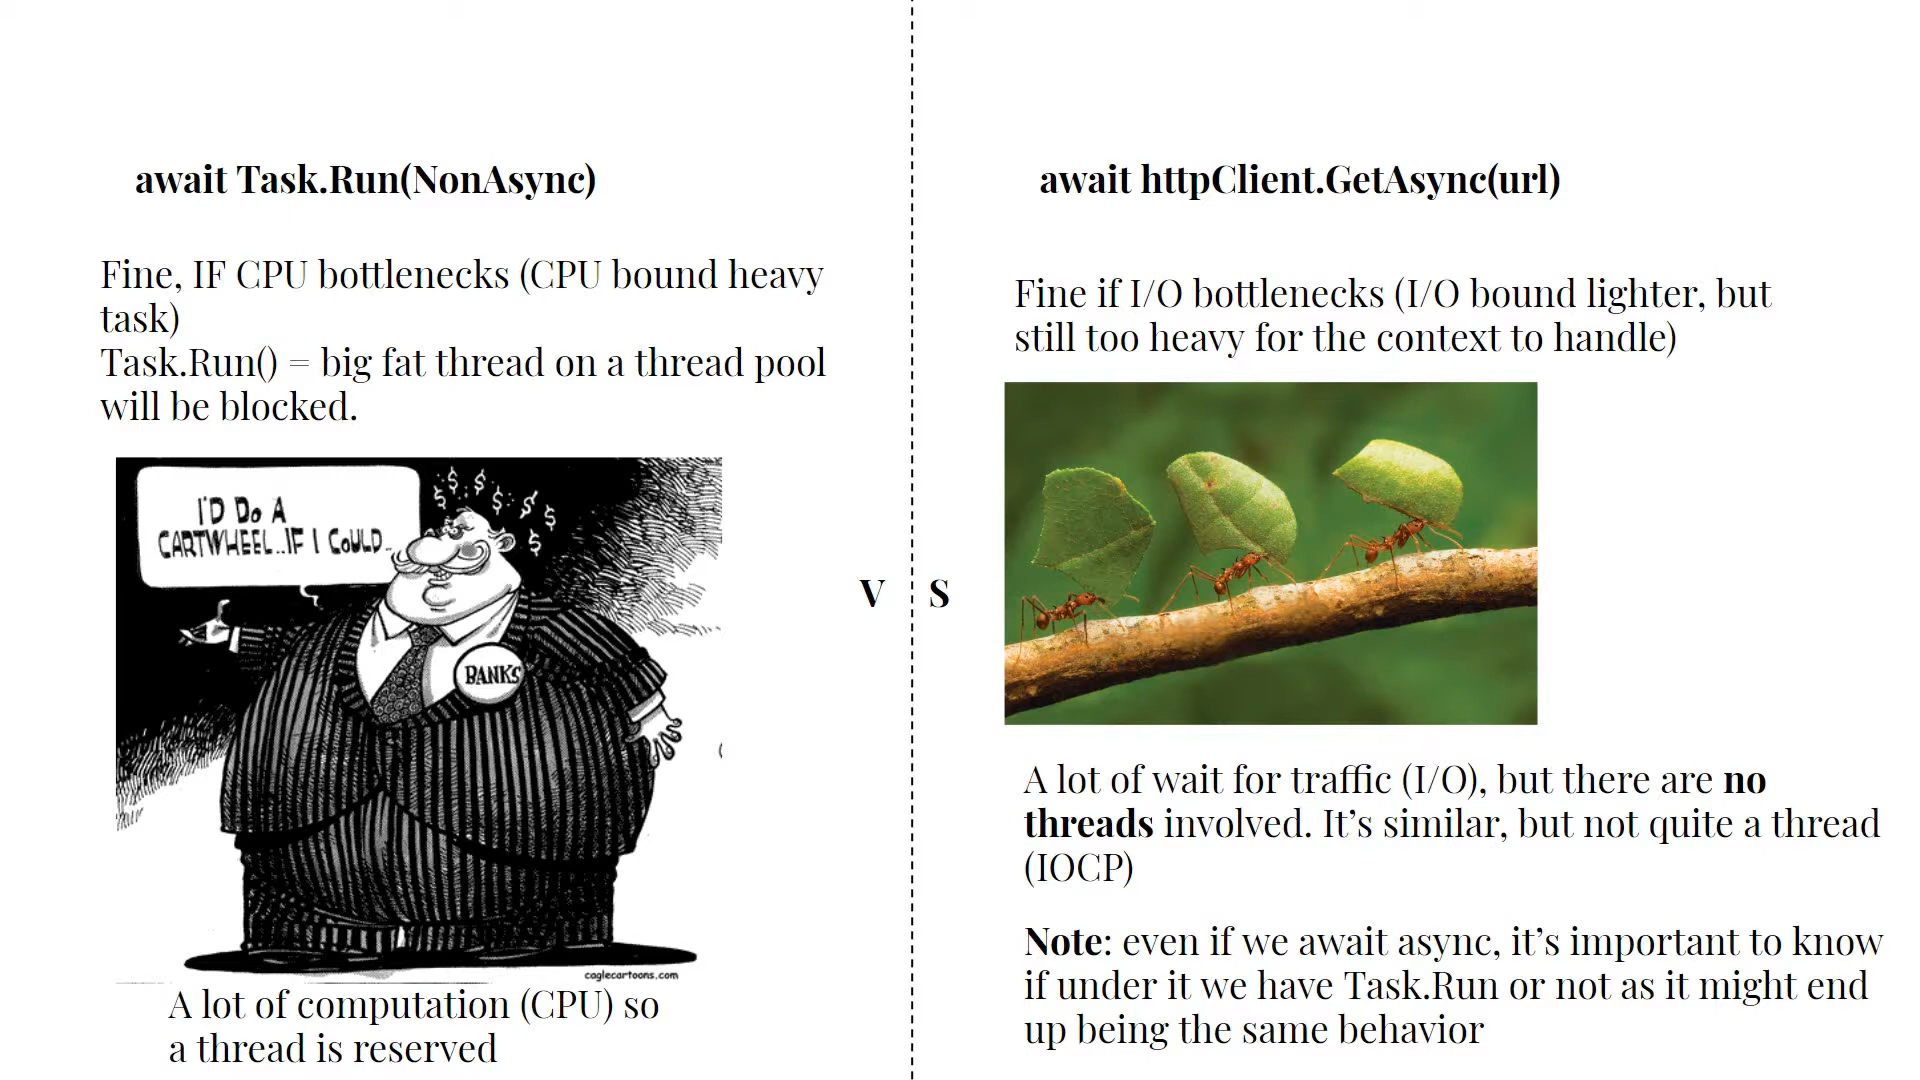 await Task.Run(NonAsync)
Fine, IF CPU bottlenecks (CPU bound heavy
task)
Task.Run() = big fat thread on a thread pool
will be blocked.
I'D DO A
CARTWHEEL..IF I COULD..
BANKS
caglecartoons.com
A lot of computation (CPU) so
a thread is reserved
V S
await httpClient.GetAsync(url)
Fine if I/O bottlenecks (I/O bound lighter, but
still too heavy for the context to handle)
A lot of wait for traffic (I/O), but there are no
threads involved. It’s similar, but not quite a thread
(IOCP)
Note: even if we await async, it’s important to know
if under it we have Task.Run or not as it might end
up being the same behavior